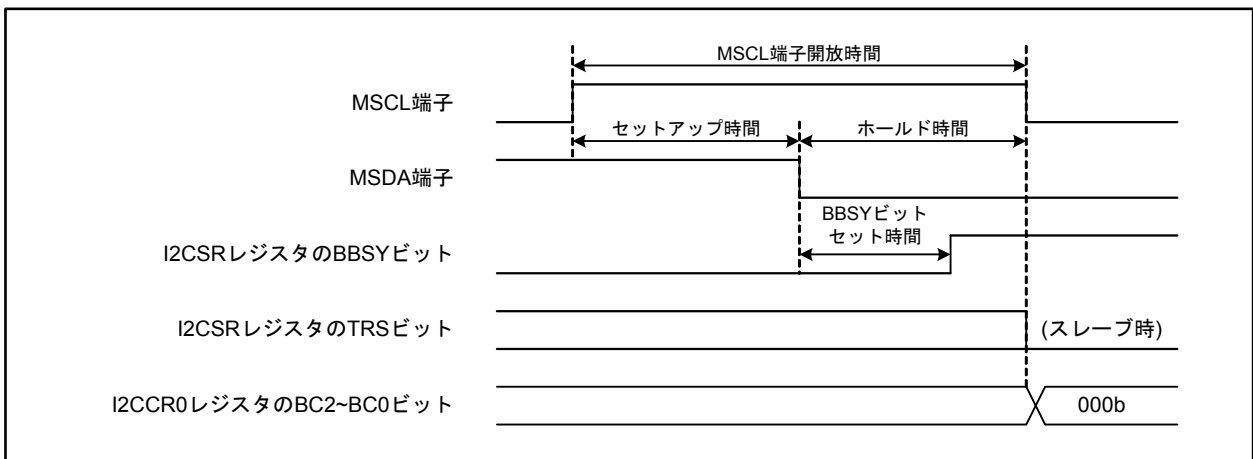 MSCL端子開放時間
MSCL端子
セットアップ時間
ホールド時間
MSDA端子
BBSYビット
セット時間
I2CSRレジスタのBBSYビット
I2CSRレジスタのTRSビット
(スレーブ時)
I2CCR0レジスタのBC2~BC0ビット
000b